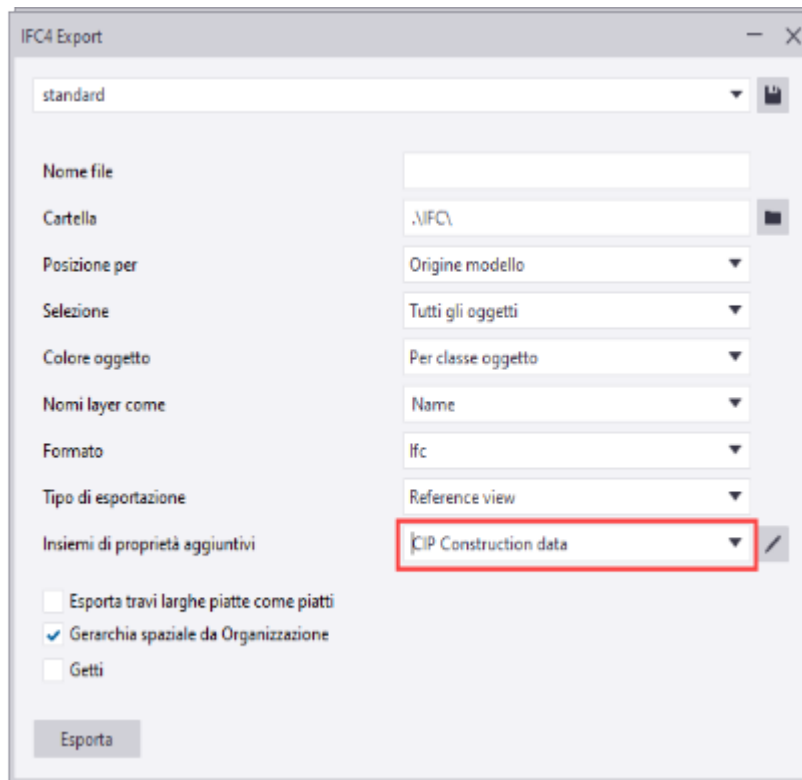 IFC4 Export
standard
Nome file
Cartella .\IFC\
Posizione per Origine modello
Selezione Tutti gli oggetti
Colore oggetto Per classe oggetto
Nomi layer come Name
Formato Ifc
Tipo di esportazione Reference view
Insiemi di proprietà aggiuntivi CIP Construction data
Esporta travi larghe piatte come piatti
Gerarchia spaziale da Organizzazione
Getti
Esporta